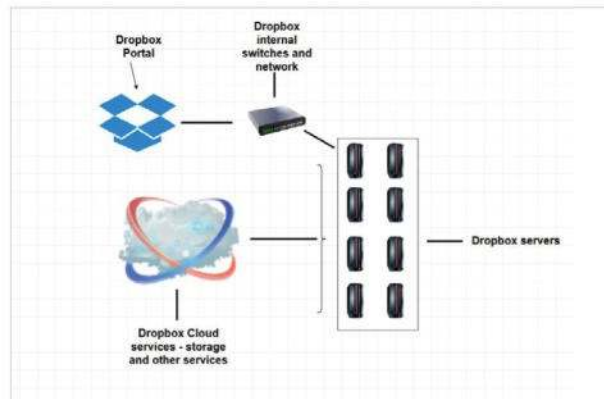 Dropbox
Portal
Dropbox
internal
switches and
network
Dropbox servers
Dropbox Cloud
services - storage
and other services